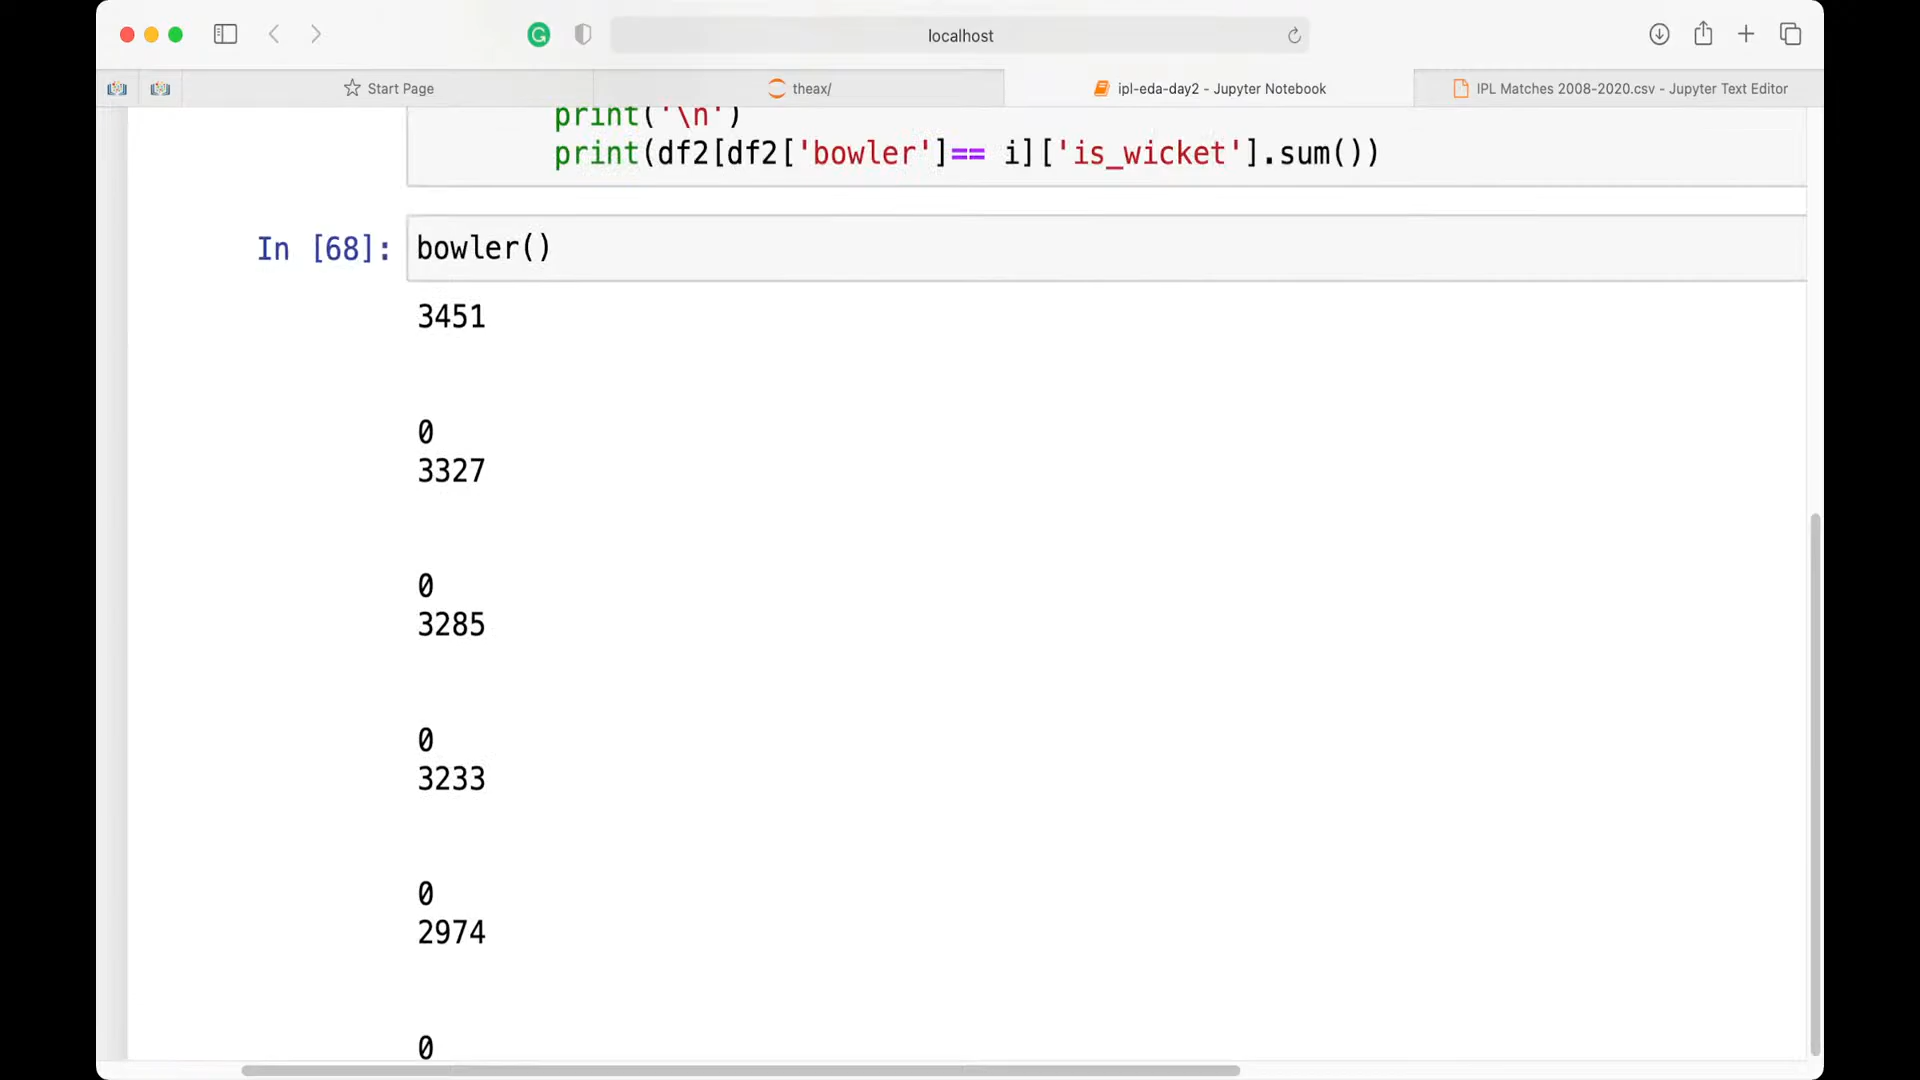 localhost
Start Page
theax/
ipl-eda-day2 - Jupyter Notebook
IPL Matches 2008-2020.csv - Jupyter Text Editor
print('\n')
print(df2[df2['bowler']== i]['is_wicket'].sum())
In [68]:
bowler()
3451
0
3327
0
3285
0
3233
0
2974
0